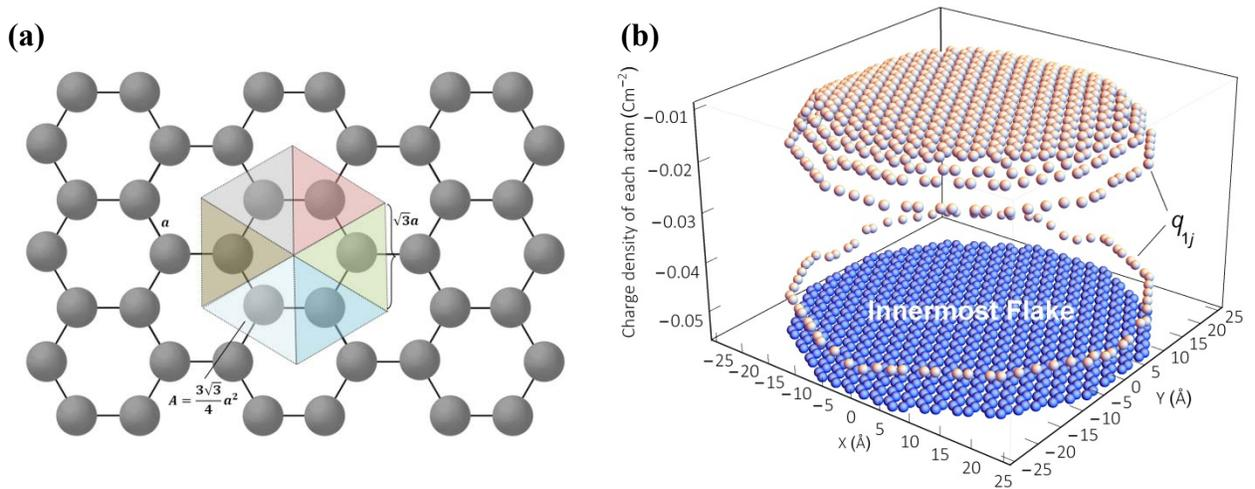 (a)
a
√3a
A = 3√3/4 a²
(b)
Charge density of each atom (Cm⁻²)
−0.01
−0.02
−0.03
−0.04
−0.05
q1j
Innermost Flake
−25
−20
−15
−10
−5
0
5
10
15
20
25
X (Å)
−25
−20
−15
−10
−5
0
5
10
15
20
25
Y (Å)